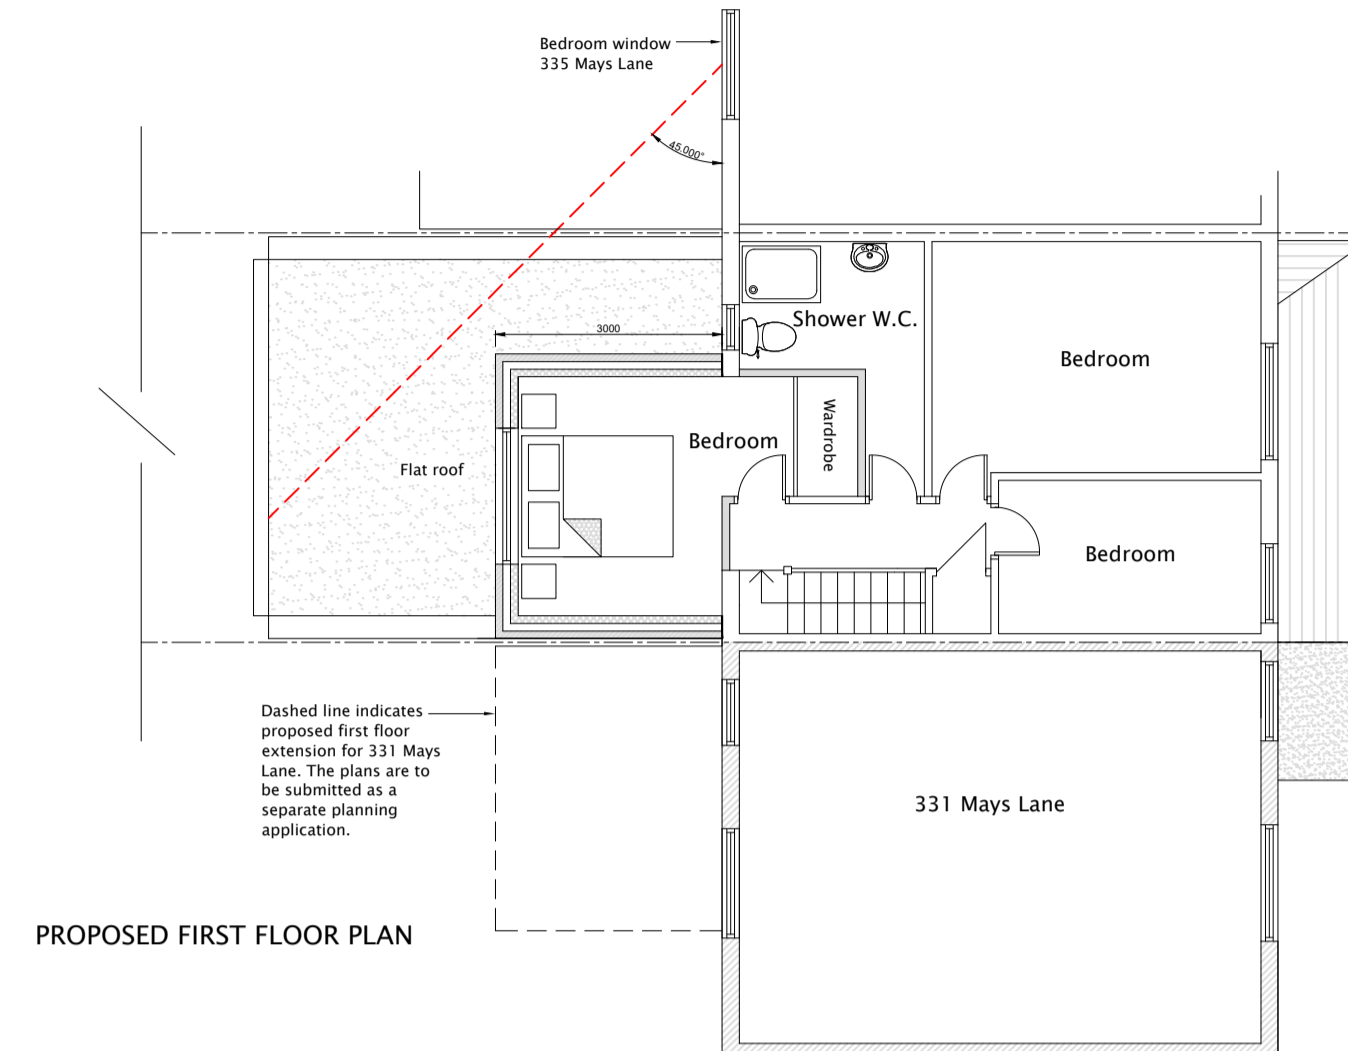 Bedroom window
335 Mays Lane
45.000°
3000
Shower W.C.
Bedroom
Wardrobe
Bedroom
Flat roof
Bedroom
Dashed line indicates
proposed first floor
extension for 331 Mays
Lane. The plans are to
be submitted as a
separate planning
application.
331 Mays Lane
PROPOSED FIRST FLOOR PLAN